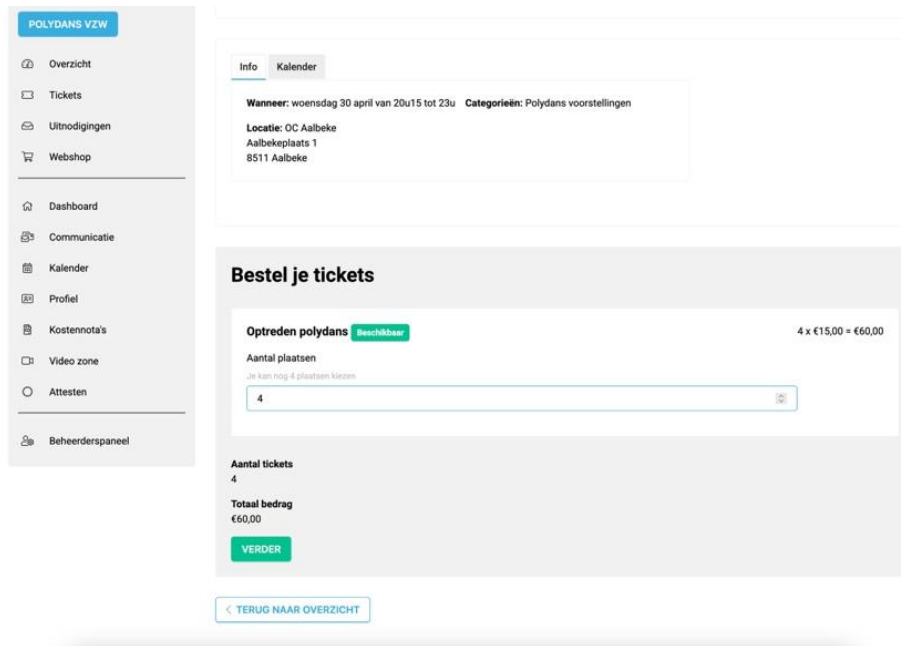 POLYDANS VZW
Overzicht
Tickets
Uitnodigingen
Webshop
Dashboard
Communicatie
Kalender
Profiel
Kostennota's
Video zone
Attesten
Beheerderspaneel
Info Kalender
Wanneer: woensdag 30 april van 20u15 tot 23u Categorieën: Polydans voorstellingen
Locatie: OC Aalbeke
Aalbekeplaats 1
8511 Aalbeke
Bestel je tickets
Optreden polydans Beschikbaar 4 x €15,00 = €60,00
Aantal plaatsen
Je kan nog 4 plaatsen kiezen
4
Aantal tickets
4
Totaal bedrag
€60,00
VERDER
< TERUG NAAR OVERZICHT